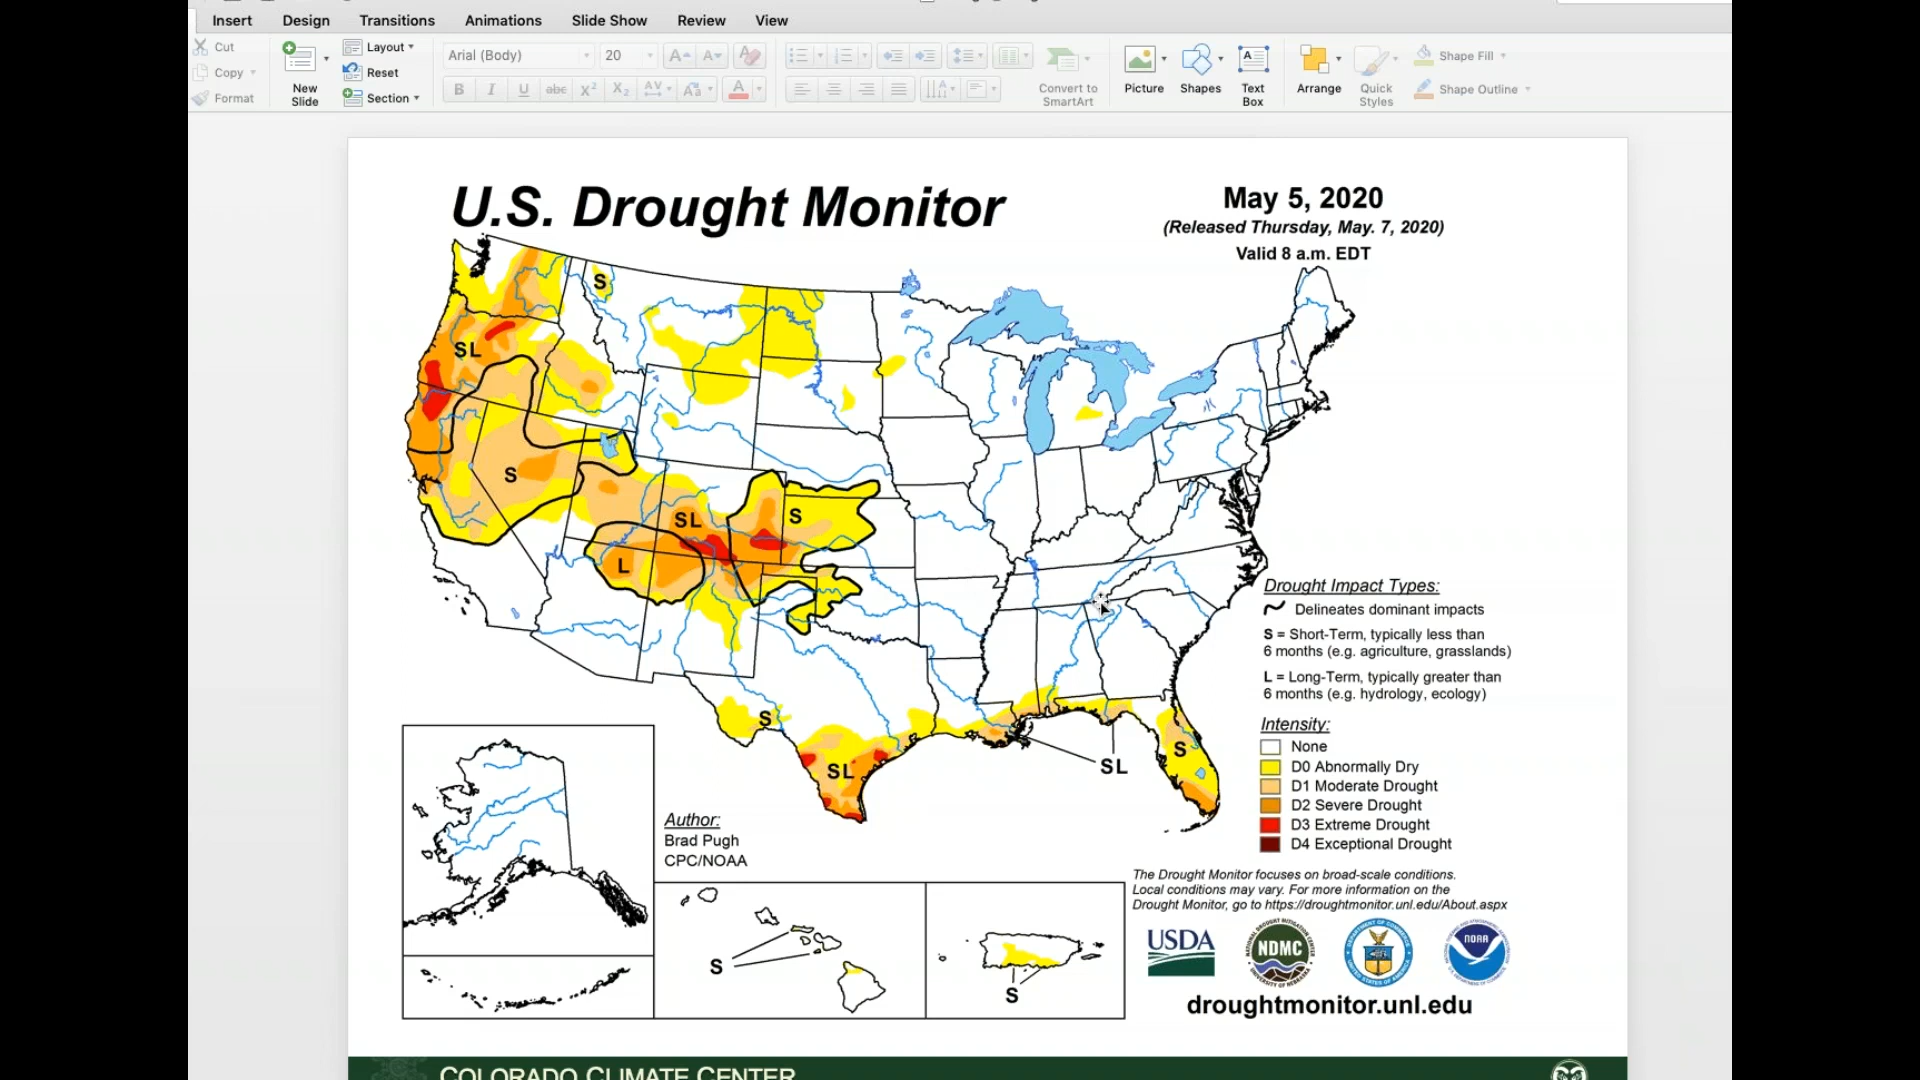 Insert Design Transitions Animations Slide Show Review View
Cut
Copy
Format
New
Slide
Layout
Reset
Section
Arial (Body) 20
B I U abc X² X₂ AV Aa A
Convert to
SmartArt
Picture Shapes Text
Box
Arrange Quick
Styles
Shape Fill
Shape Outline
U.S. Drought Monitor
May 5, 2020
(Released Thursday, May. 7, 2020)
Valid 8 a.m. EDT
S
SL
S
SL
S
L
S
SL
SL
S
Drought Impact Types:
Delineates dominant impacts
S = Short-Term, typically less than
6 months (e.g. agriculture, grasslands)
L = Long-Term, typically greater than
6 months (e.g. hydrology, ecology)
Intensity:
None
D0 Abnormally Dry
D1 Moderate Drought
D2 Severe Drought
D3 Extreme Drought
D4 Exceptional Drought
Author:
Brad Pugh
CPC/NOAA
S
S
The Drought Monitor focuses on broad-scale conditions.
Local conditions may vary. For more information on the
Drought Monitor, go to https://droughtmonitor.unl.edu/About.aspx
USDA
NDMC
NOAA
droughtmonitor.unl.edu
COLORADO CLIMATE CENTER